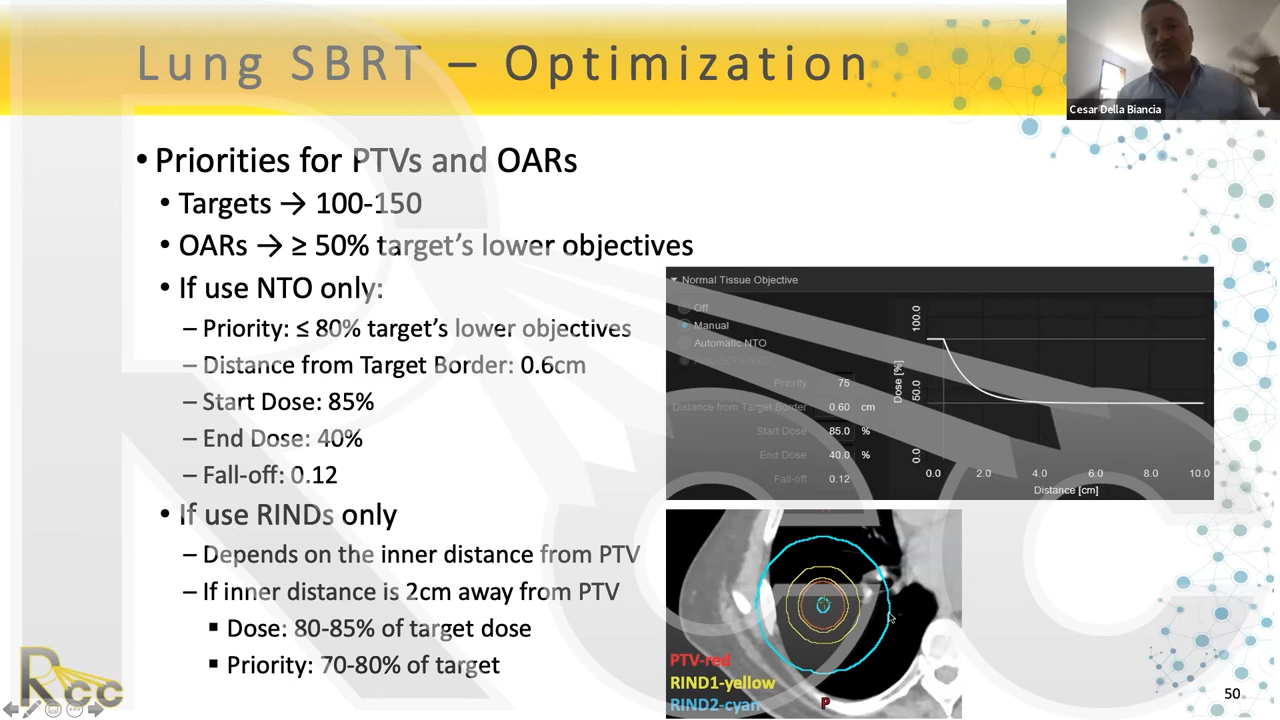 Lung SBRT – Optimization
Cesar Della Biancia
• Priorities for PTVs and OARs
• Targets → 100-150
• OARs → ≥ 50% target's lower objectives
• If use NTO only:
– Priority: ≤ 80% target's lower objectives
– Distance from Target Border: 0.6cm
– Start Dose: 85%
– End Dose: 40%
– Fall-off: 0.12
• If use RINDs only
– Depends on the inner distance from PTV
– If inner distance is 2cm away from PTV
▪ Dose: 80-85% of target dose
▪ Priority: 70-80% of target
Normal Tissue Objective
Off
Manual
Automatic NTO
Priority 75
Distance from Target Border 0.60 cm
Start Dose 85.0 %
End Dose 40.0 %
Fall-off 0.12
Dose [%]
100.0
50.0
0.0
0.0 2.0 4.0 6.0 8.0 10.0
Distance [cm]
PTV-red
RIND1-yellow
RIND2-cyan
P
Rcc
50